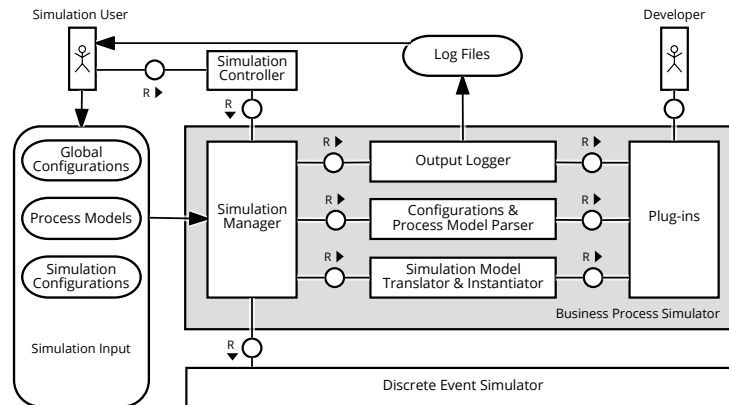 Simulation User
Developer
Simulation
Controller
Log Files
R
R
Global
Configurations
Process Models
Simulation
Configurations
Simulation Input
Simulation
Manager
R
Output Logger
R
R
Configurations &
Process Model Parser
R
R
Simulation Model
Translator & Instantiator
R
Plug-ins
Business Process Simulator
R
Discrete Event Simulator